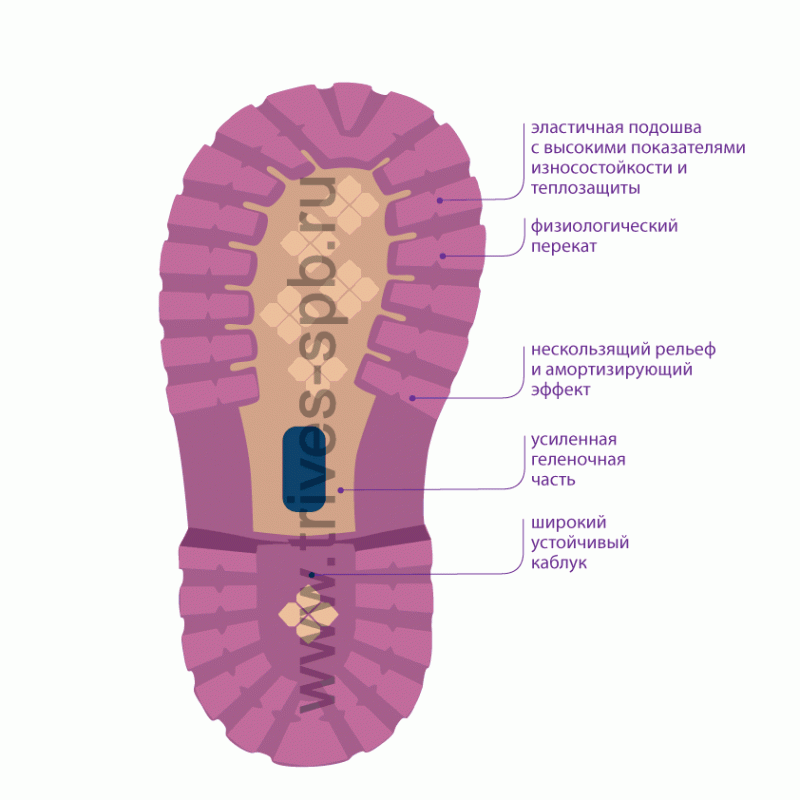 эластичная подошва
с высокими показателями
износостойкости и
теплозащиты
физиологический
перекат
нескользящий рельеф
и амортизирующий
эффект
усиленная
геленочная
часть
широкий
устойчивый
каблук
www.trives-spb.ru